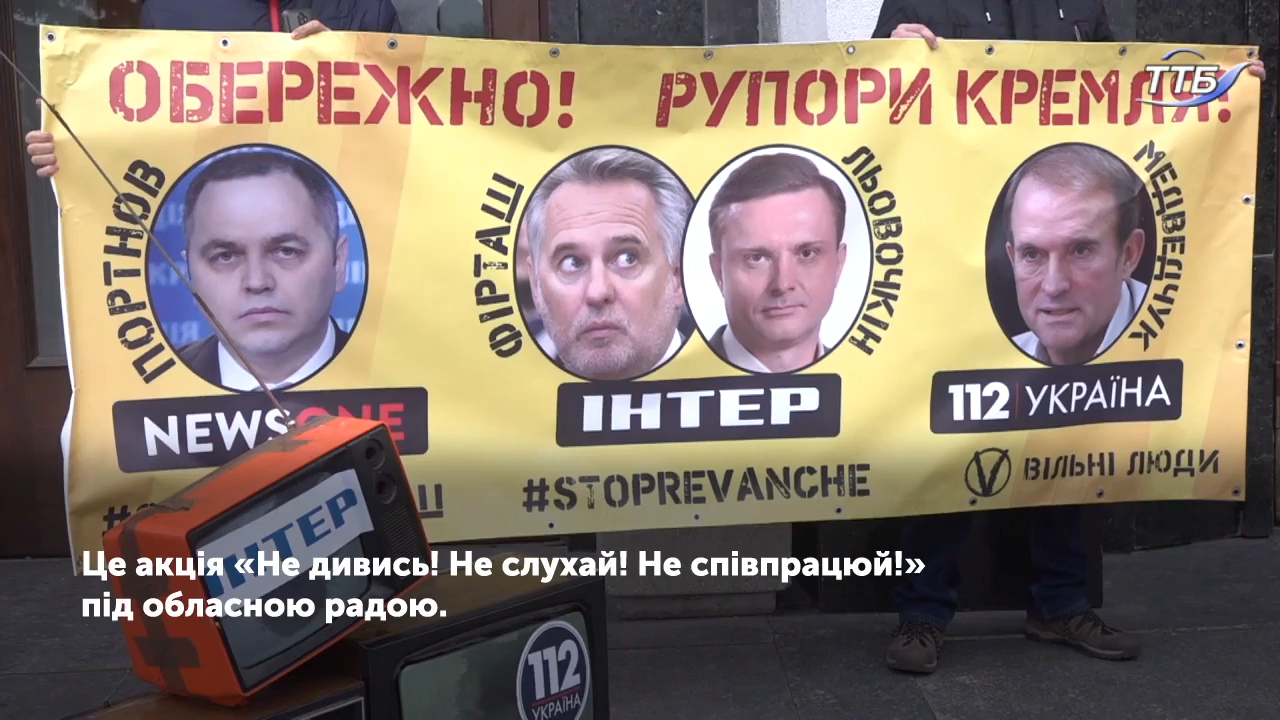 ОБЕРЕЖНО! РУПОРИ КРЕМЛЯ!
ТТБ
ПОРТНОВ
ФІРТАШ
ЛЬОВОЧКІН
МЕДВЕДЧУК
NEWSONE
ІНТЕР
112 УКРАЇНА
#STOPREVANCHE
V ВІЛЬНІ ЛЮДИ
ІНТЕР
Це акція «Не дивись! Не слухай! Не співпрацюй!»
під обласною радою.
112
УКРАЇНА